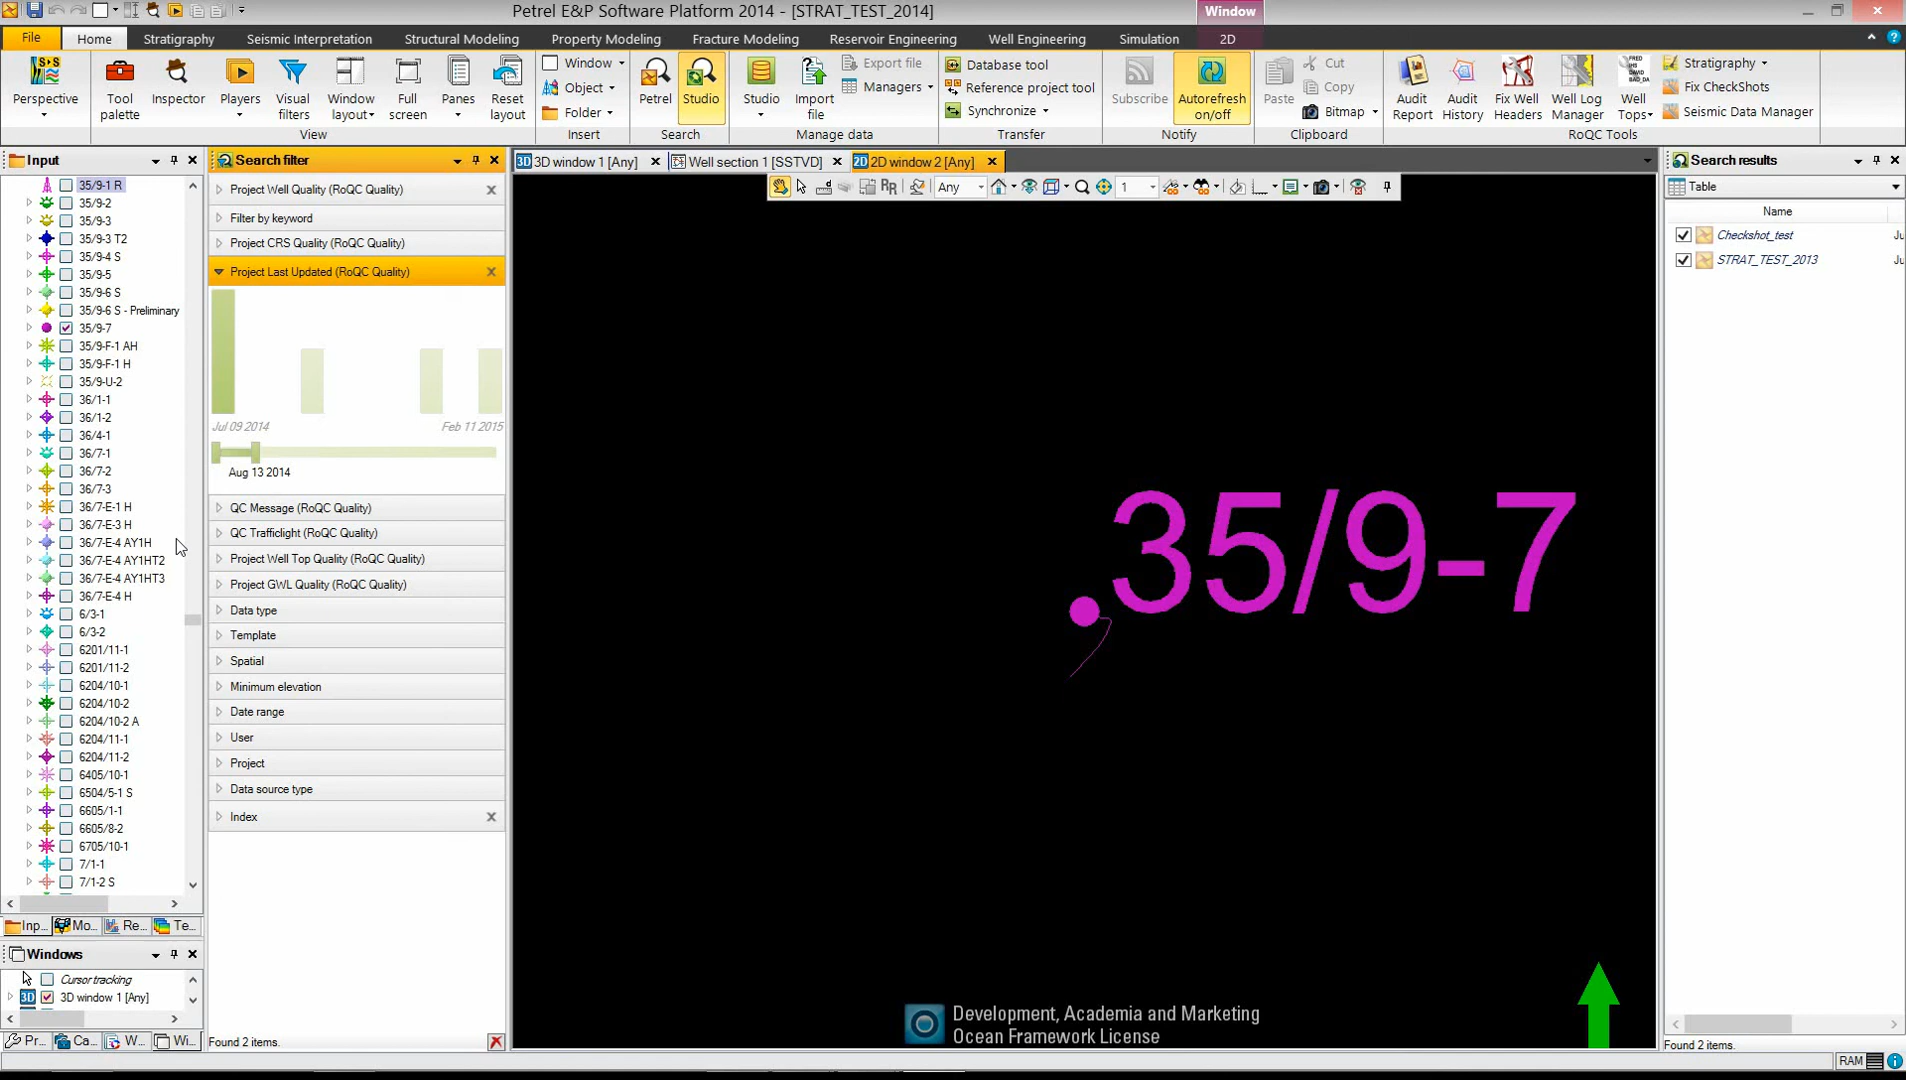 Petrel E&P Software Platform 2014 - [STRAT_TEST_2014]
Window
File
Home
Stratigraphy
Seismic Interpretation
Structural Modeling
Property Modeling
Fracture Modeling
Reservoir Engineering
Well Engineering
Simulation
2D
Perspective
Tool palette
Inspector
Players
Visual filters
Window layout
Full screen
Panes
Reset layout
View
Window
Object
Folder
Insert
Petrel
Studio
Search
Studio
Import file
Export file
Managers
Manage data
Database tool
Reference project tool
Synchronize
Transfer
Subscribe
Autorefresh on/off
Notify
Paste
Cut
Copy
Bitmap
Clipboard
Audit Report
Audit History
Fix Well Headers
Well Log Manager
FRED
IHS
DAVID
BAD_DA
Well Tops
Stratigraphy
Fix CheckShots
Seismic Data Manager
RoQC Tools
Input
35/9-1 R
35/9-2
35/9-3
35/9-3 T2
35/9-4 S
35/9-5
35/9-6 S
35/9-6 S - Preliminary
35/9-7
35/9-F-1 AH
35/9-F-1 H
35/9-U-2
36/1-1
36/1-2
36/4-1
36/7-1
36/7-2
36/7-3
36/7-E-1 H
36/7-E-3 H
36/7-E-4 AY1H
36/7-E-4 AY1HT2
36/7-E-4 AY1HT3
36/7-E-4 H
6/3-1
6/3-2
6201/11-1
6201/11-2
6204/10-1
6204/10-2
6204/10-2 A
6204/11-1
6204/11-2
6405/10-1
6504/5-1 S
6605/1-1
6605/8-2
6705/10-1
7/1-1
7/1-2 S
Inp...
Mo...
Re...
Te...
Windows
Cursor tracking
3D
3D window 1 [Any]
Pr...
Ca...
W...
Wi...
Search filter
Project Well Quality (RoQC Quality)
Filter by keyword
Project CRS Quality (RoQC Quality)
Project Last Updated (RoQC Quality)
Jul 09 2014
Feb 11 2015
Aug 13 2014
QC Message (RoQC Quality)
QC Trafficlight (RoQC Quality)
Project Well Top Quality (RoQC Quality)
Project GWL Quality (RoQC Quality)
Data type
Template
Spatial
Minimum elevation
Date range
User
Project
Data source type
Index
Found 2 items.
3D 3D window 1 [Any]
Well section 1 [SSTVD]
2D 2D window 2 [Any]
RR
Any
1
35/9-7
Development, Academia and Marketing
Ocean Framework License
Search results
Table
Name
Checkshot_test
Ju
STRAT_TEST_2013
Ju
Found 2 items.
RAM